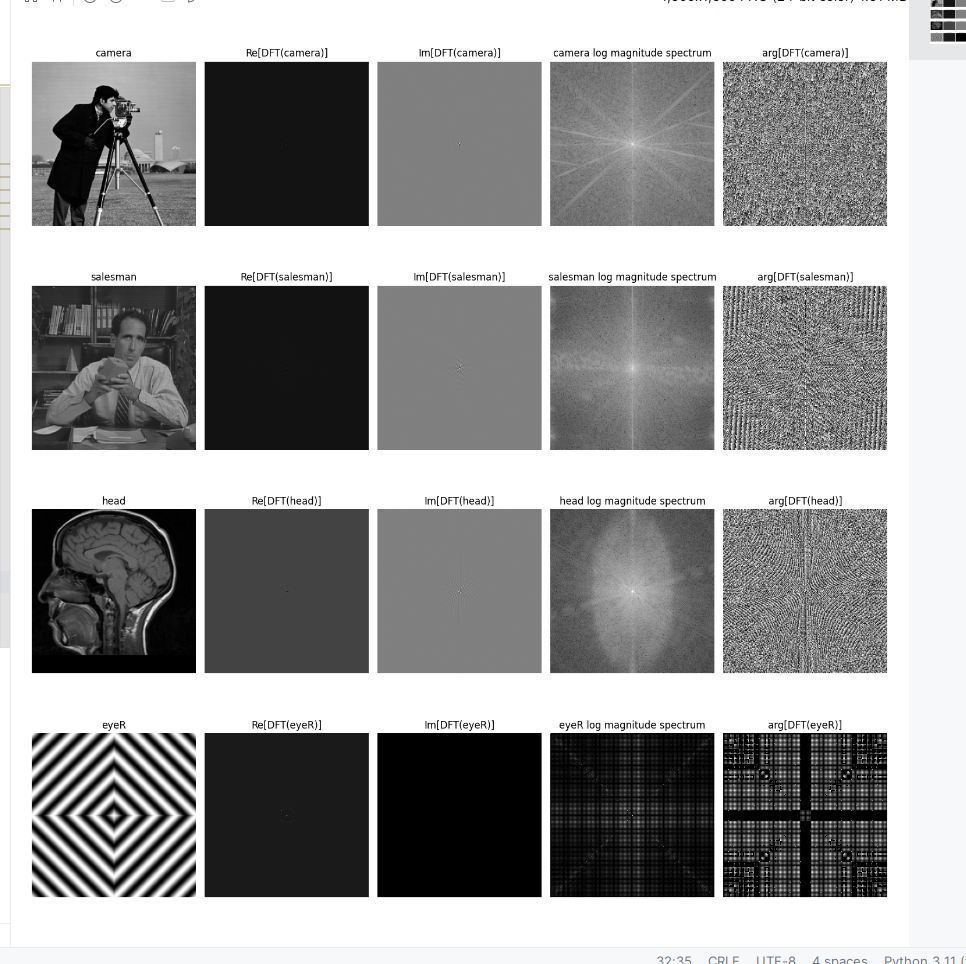 camera Re[DFT(camera)] Im[DFT(camera)] camera log magnitude spectrum arg[DFT(camera)]
salesman Re[DFT(salesman)] Im[DFT(salesman)] salesman log magnitude spectrum arg[DFT(salesman)]
head Re[DFT(head)] Im[DFT(head)] head log magnitude spectrum arg[DFT(head)]
eyeR Re[DFT(eyeR)] Im[DFT(eyeR)] eyeR log magnitude spectrum arg[DFT(eyeR)]
32:35 CRLF UTF-8 4 spaces Python 3.11 (